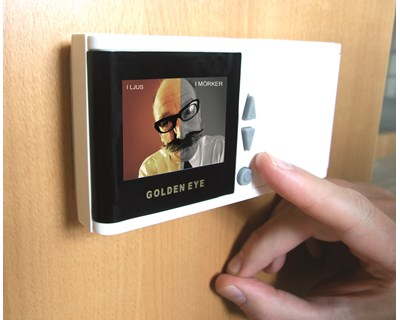 I LJUS
I MÖRKER
GOLDEN EYE